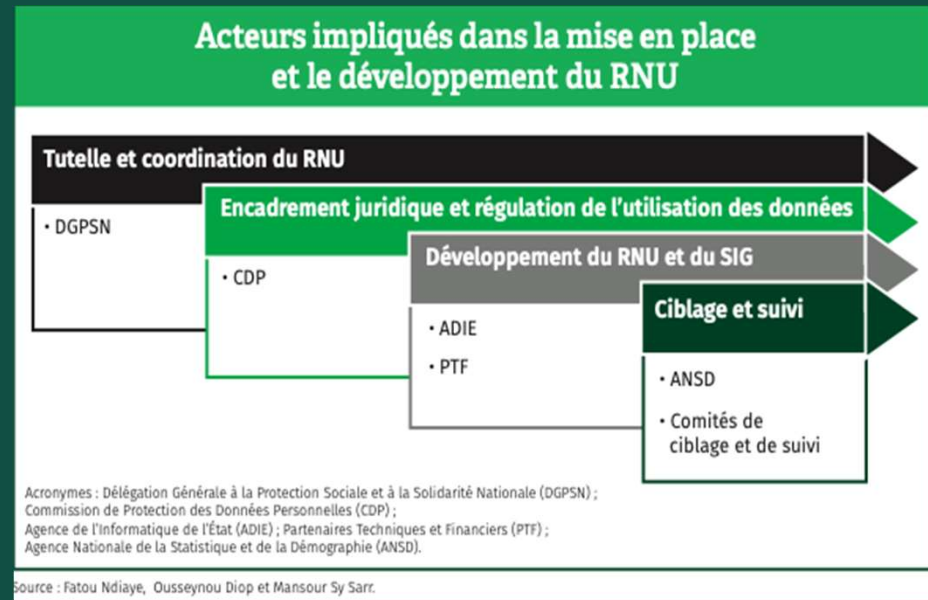 Acteurs impliqués dans la mise en place
et le développement du RNU
Tutelle et coordination du RNU
• DGPSN
Encadrement juridique et régulation de l'utilisation des données
• CDP
Développement du RNU et du SIG
• ADIE
• PTF
Ciblage et suivi
• ANSD
• Comités de
ciblage et de suivi
Acronymes : Délégation Générale à la Protection Sociale et à la Solidarité Nationale (DGPSN) ;
Commission de Protection des Données Personnelles (CDP) ;
Agence de l'Informatique de l'État (ADIE) ; Partenaires Techniques et Financiers (PTF) ;
Agence Nationale de la Statistique et de la Démographie (ANSD).
Source : Fatou Ndiaye, Ousseynou Diop et Mansour Sy Sarr.